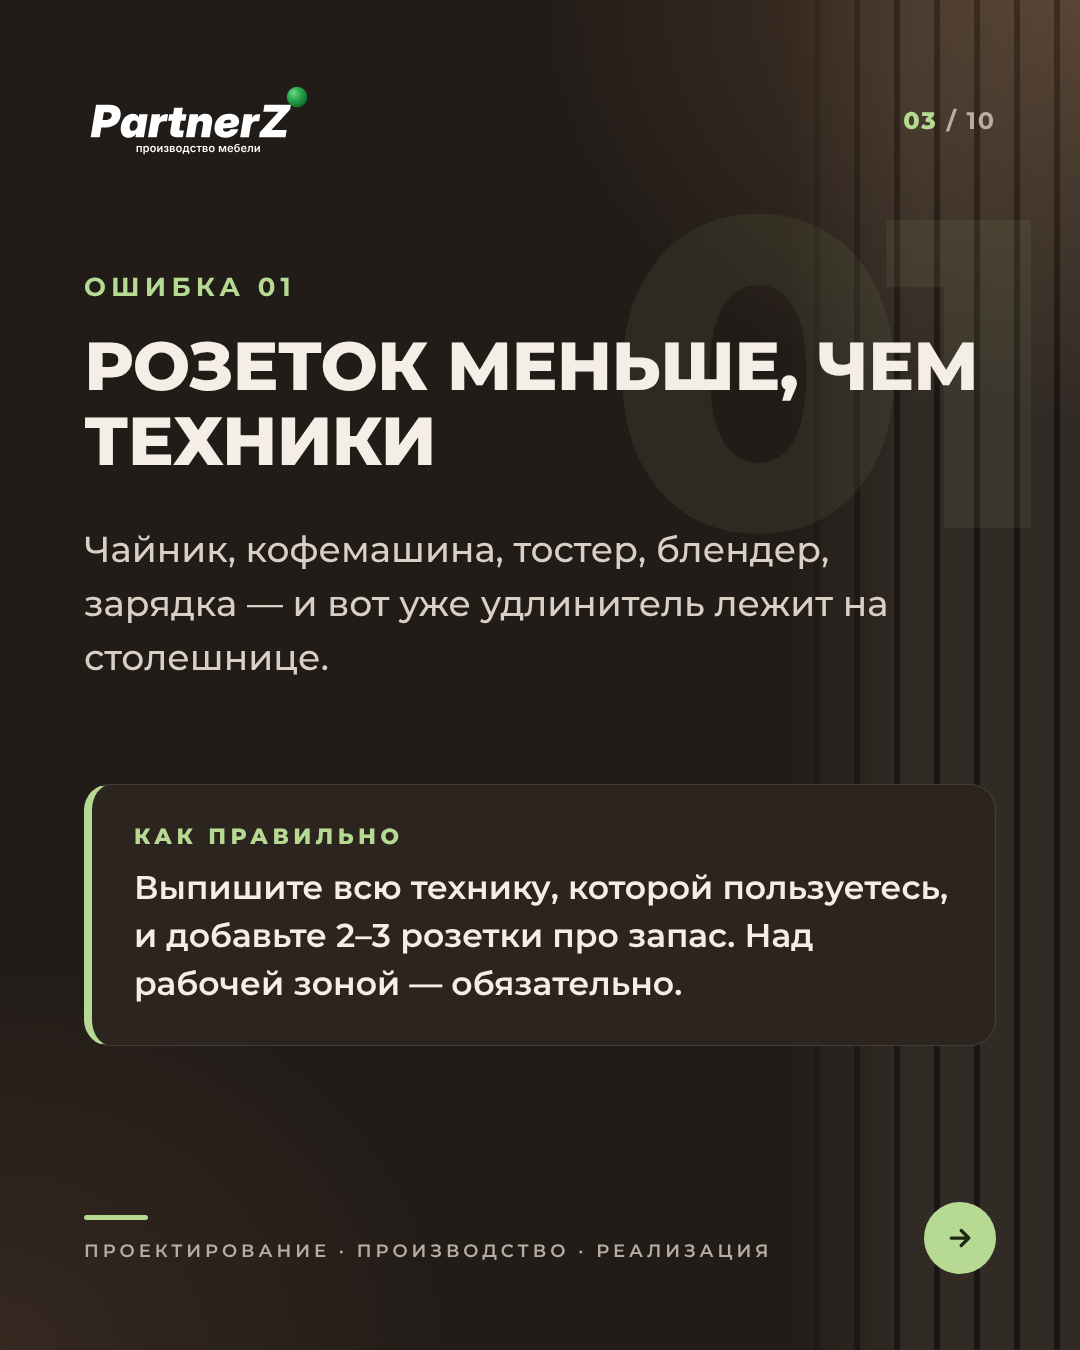 PartnerZ
производство мебели
03 / 10
01
ОШИБКА 01
РОЗЕТОК МЕНЬШЕ, ЧЕМ
ТЕХНИКИ
Чайник, кофемашина, тостер, блендер,
зарядка — и вот уже удлинитель лежит на
столешнице.
КАК ПРАВИЛЬНО
Выпишите всю технику, которой пользуетесь,
и добавьте 2–3 розетки про запас. Над
рабочей зоной — обязательно.
ПРОЕКТИРОВАНИЕ · ПРОИЗВОДСТВО · РЕАЛИЗАЦИЯ